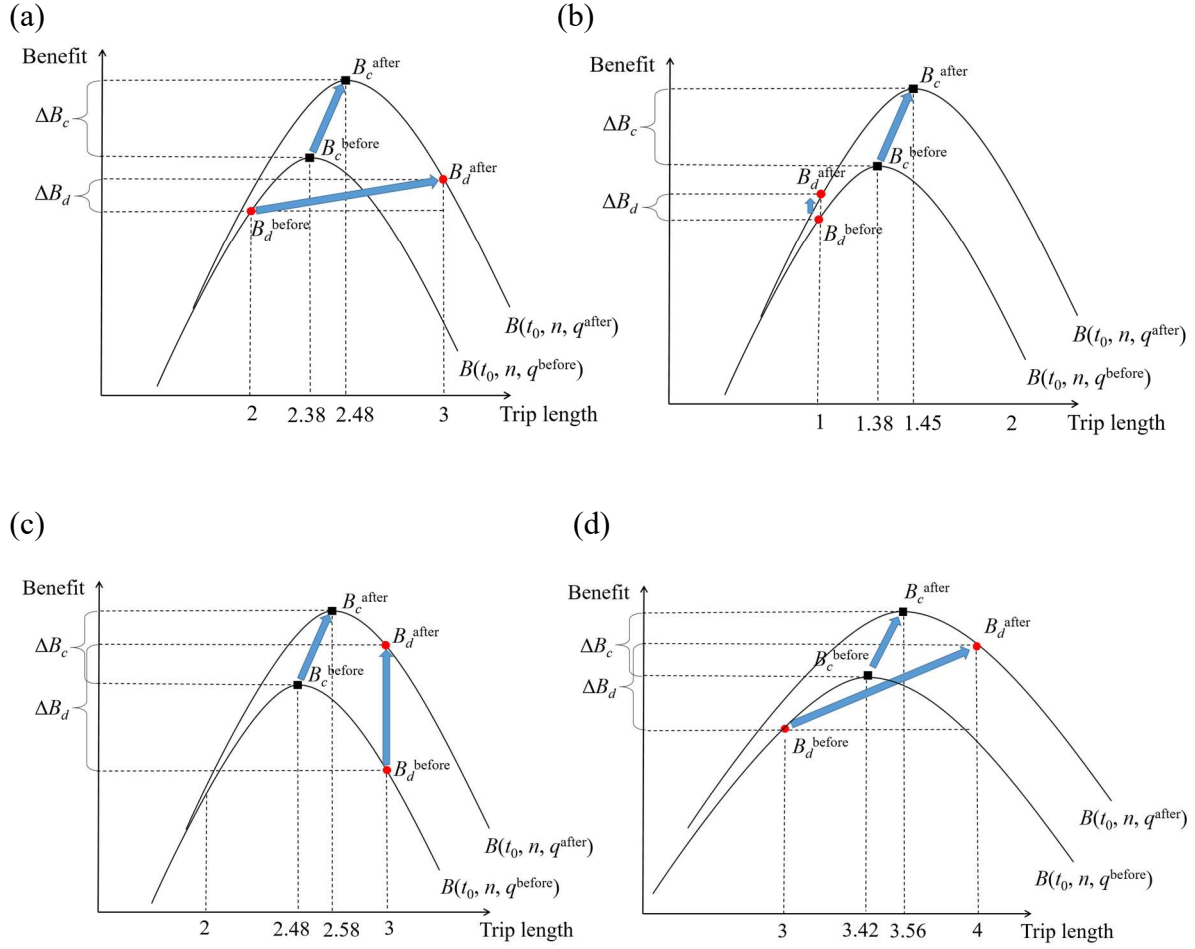 (a)
Benefit
B_c^after
ΔB_c
B_c^before
B_d^after
ΔB_d
B_d^before
B(t_0, n, q^after)
B(t_0, n, q^before)
2
2.38
2.48
3
Trip length
(b)
Benefit
B_c^after
ΔB_c
B_c^before
B_d^after
ΔB_d
B_d^before
B(t_0, n, q^after)
B(t_0, n, q^before)
1
1.38
1.45
2
Trip length
(c)
Benefit
B_c^after
ΔB_c
B_d^after
B_c^before
ΔB_d
B_d^before
B(t_0, n, q^after)
B(t_0, n, q^before)
2
2.48
2.58
3
Trip length
(d)
Benefit
B_c^after
B_d^after
ΔB_c
B_c^before
ΔB_d
B_d^before
B(t_0, n, q^after)
B(t_0, n, q^before)
3
3.42
3.56
4
Trip length